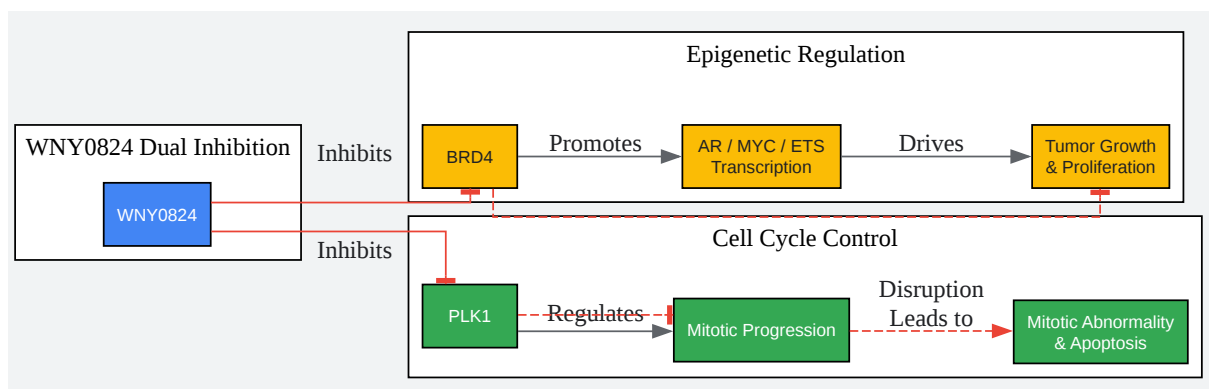 Epigenetic Regulation
WNY0824 Dual Inhibition
WNY0824
Inhibits
Inhibits
BRD4
Promotes
AR / MYC / ETS
Transcription
Drives
Tumor Growth
& Proliferation
Cell Cycle Control
PLK1
Regulates
Mitotic Progression
Disruption
Leads to
Mitotic Abnormality
& Apoptosis